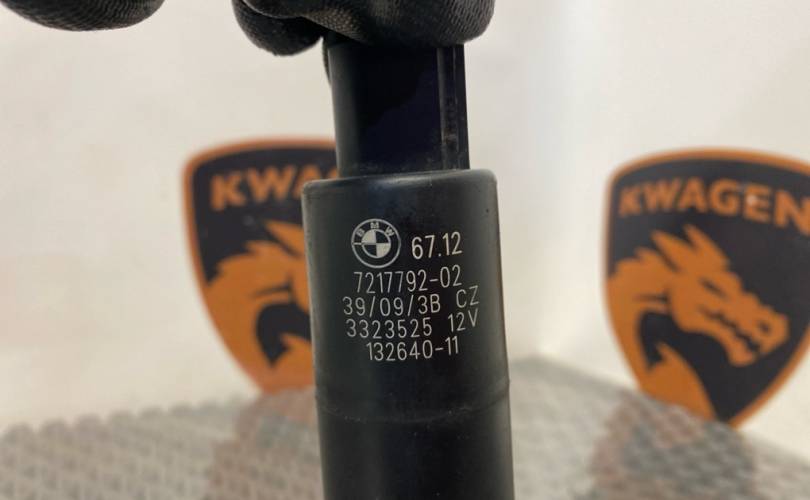 KWAGEN
KWAGEN
BMW
67.12
7217792-02
39/09/3B CZ
3323525 12V
132640-11